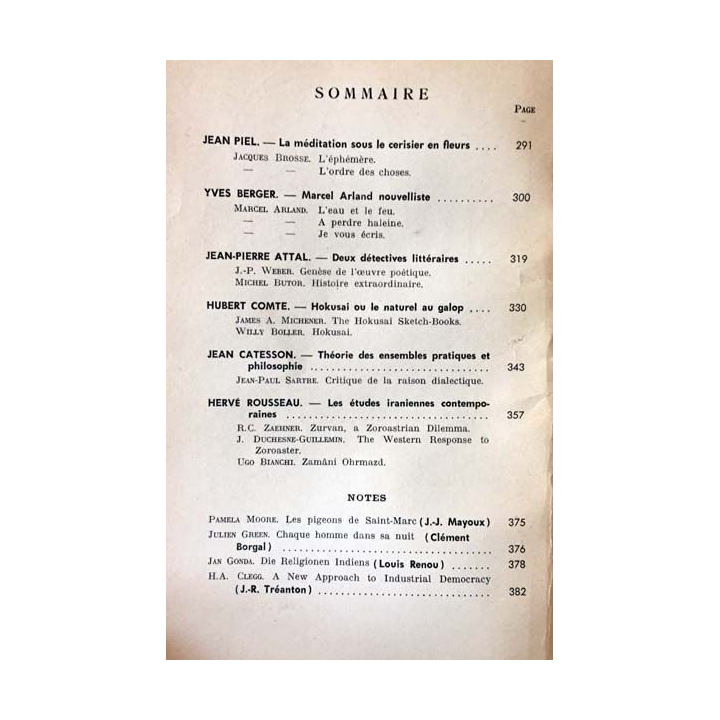 SOMMAIRE
PAGE
JEAN PIEL. — La méditation sous le cerisier en fleurs .... 291
JACQUES BROSSE. L'éphémère.
— — L'ordre des choses.
YVES BERGER. — Marcel Arland nouvelliste .......... 300
MARCEL ARLAND. L'eau et le feu.
— — A perdre haleine.
— — Je vous écris.
JEAN-PIERRE ATTAL. — Deux détectives littéraires ..... 319
J.-P. WEBER. Genèse de l'œuvre poétique.
MICHEL BUTOR. Histoire extraordinaire.
HUBERT COMTE. — Hokusai ou le naturel au galop .... 330
JAMES A. MICHENER. The Hokusai Sketch-Books.
WILLY BOLLER. Hokusai.
JEAN CATESSON. — Théorie des ensembles pratiques et
philosophie ................................ 343
JEAN-PAUL SARTRE. Critique de la raison dialectique.
HERVÉ ROUSSEAU. — Les études iraniennes contempo-
raines .................................... 357
R.C. ZAEHNER. Zurvan, a Zoroastrian Dilemma.
J. DUCHESNE-GUILLEMIN. The Western Response to
Zoroaster.
UGO BIANCHI. Zamâni Ohrmazd.
NOTES
PAMELA MOORE. Les pigeons de Saint-Marc (J.-J. Mayoux) 375
JULIEN GREEN. Chaque homme dans sa nuit (Clément
Borgal) ..................................... 376
JAN GONDA. Die Religionen Indiens (Louis Renou) ....... 378
H.A. CLEGG. A New Approach to Industrial Democracy
(J.-R. Tréanton) ............................... 382